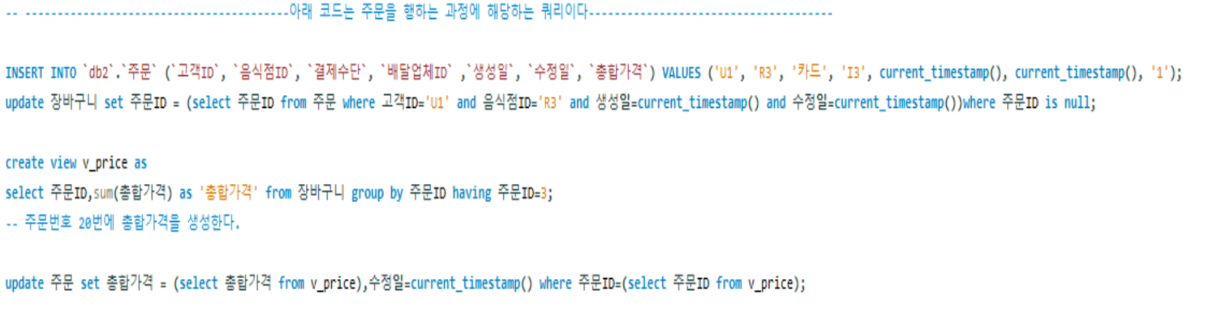 -- -----------------------------------------아래 코드는 주문을 행하는 과정에 해당하는 쿼리이다--------------------------------------
INSERT INTO `db2`.`주문` (`고객ID`, `음식점ID`, `결제수단`, `배달업체ID` ,`생성일`, `수정일`, `총합가격`) VALUES ('U1', 'R3', '카드', 'I3', current_timestamp(), current_timestamp(), '1');
update 장바구니 set 주문ID = (select 주문ID from 주문 where 고객ID='U1' and 음식점ID='R3' and 생성일=current_timestamp() and 수정일=current_timestamp())where 주문ID is null;
create view v_price as
select 주문ID,sum(총합가격) as '총합가격' from 장바구니 group by 주문ID having 주문ID=3;
-- 주문번호 20번에 총합가격을 생성한다.
update 주문 set 총합가격 = (select 총합가격 from v_price),수정일=current_timestamp() where 주문ID=(select 주문ID from v_price);